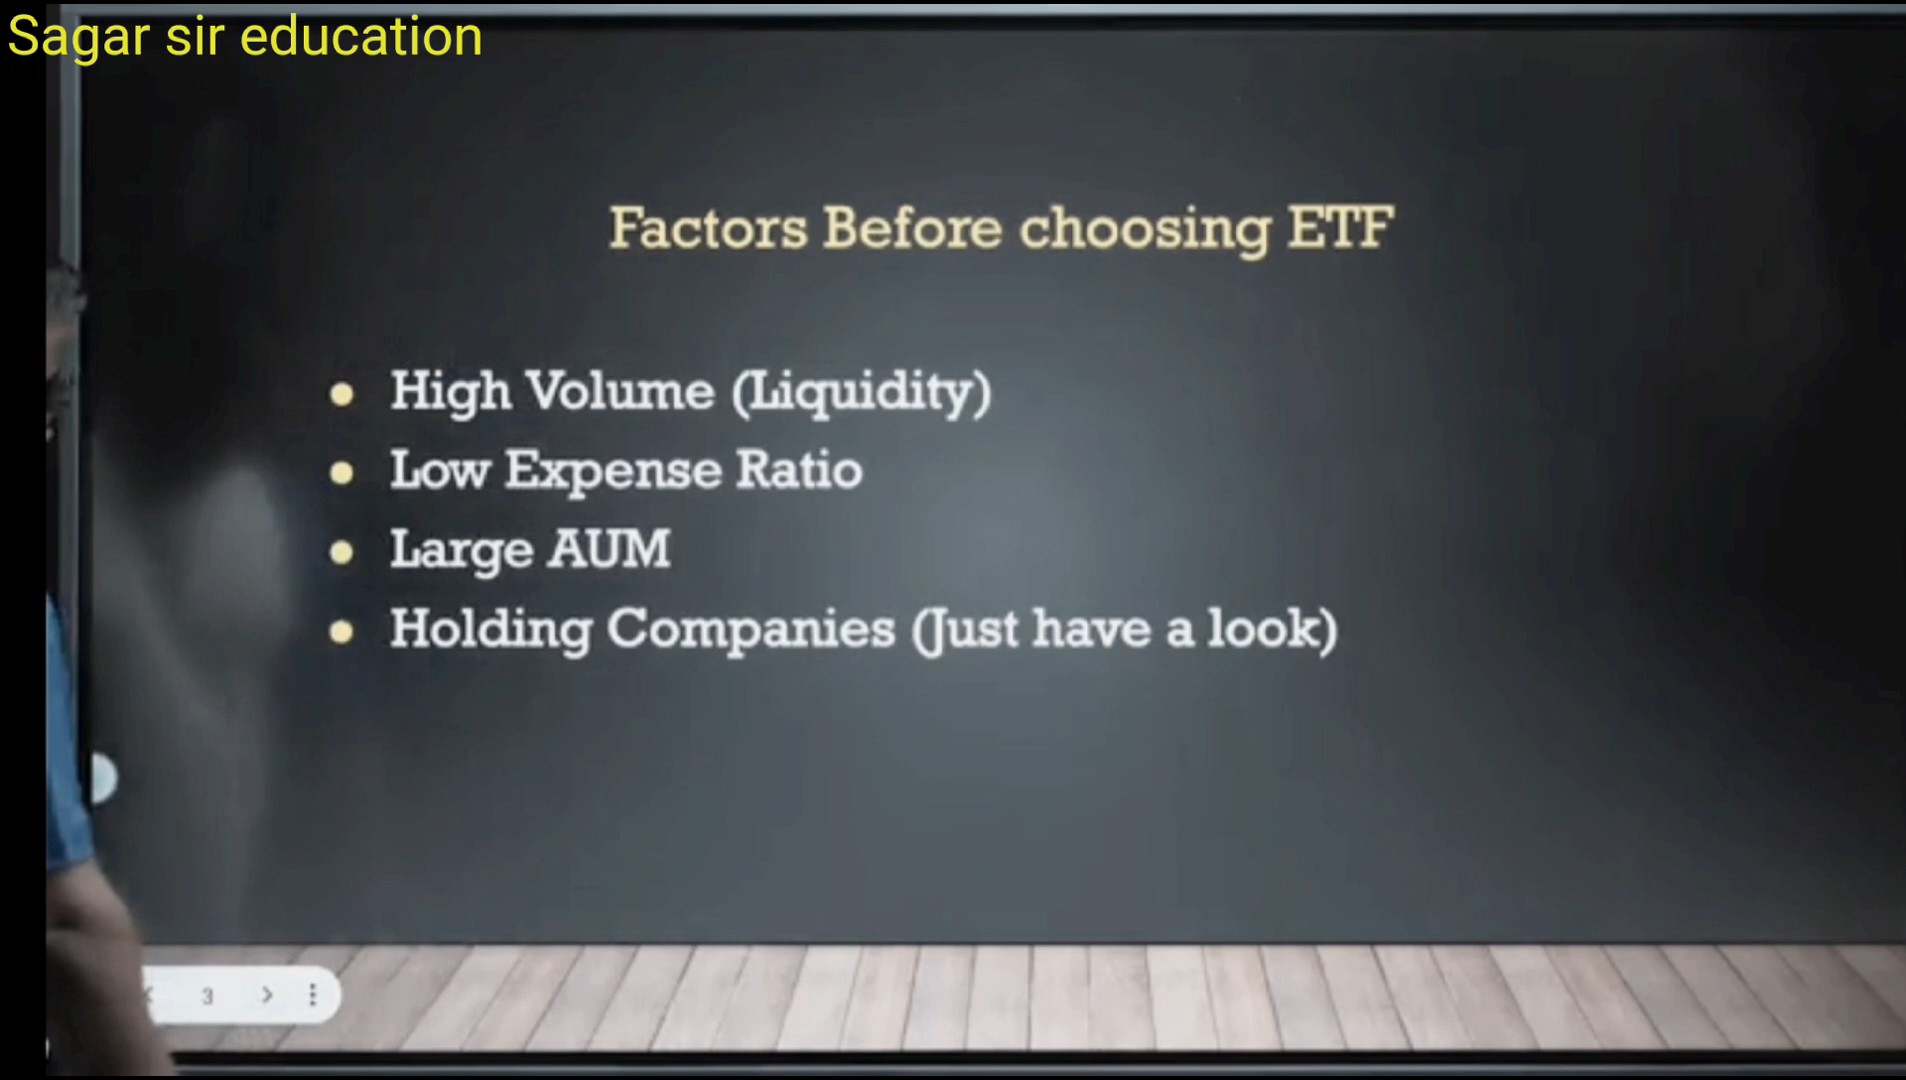 Sagar sir education
Factors Before choosing ETF
• High Volume (Liquidity)
• Low Expense Ratio
• Large AUM
• Holding Companies (Just have a look)
3